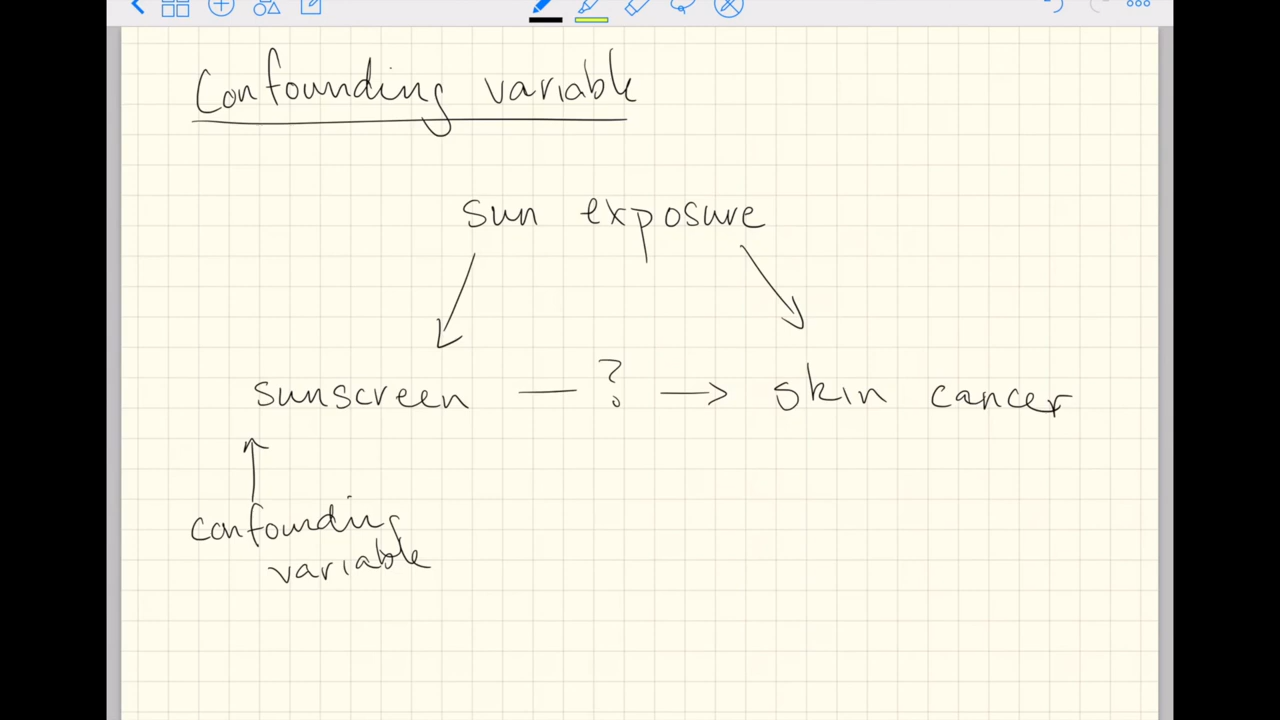 Confounding variable
sun exposure
sunscreen — ? → skin cancer
confounding
variable